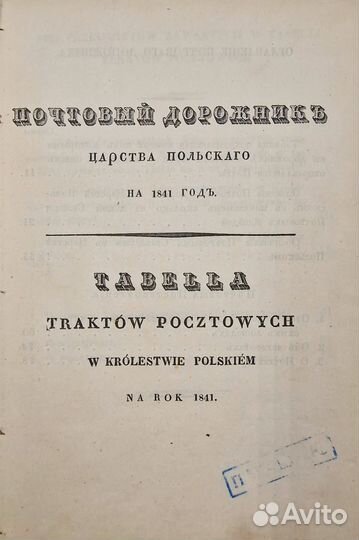 ПОЧТОВЫЙ ДОРОЖНИКЪ
ЦАРСТВА ПОЛЬСКАГО
НА 1841 ГОДЪ.
TABELLA
TRAKTÓW POCZTOWYCH
W KRÓLESTWIE POLSKIÉM
NA ROK 1841.
Avito